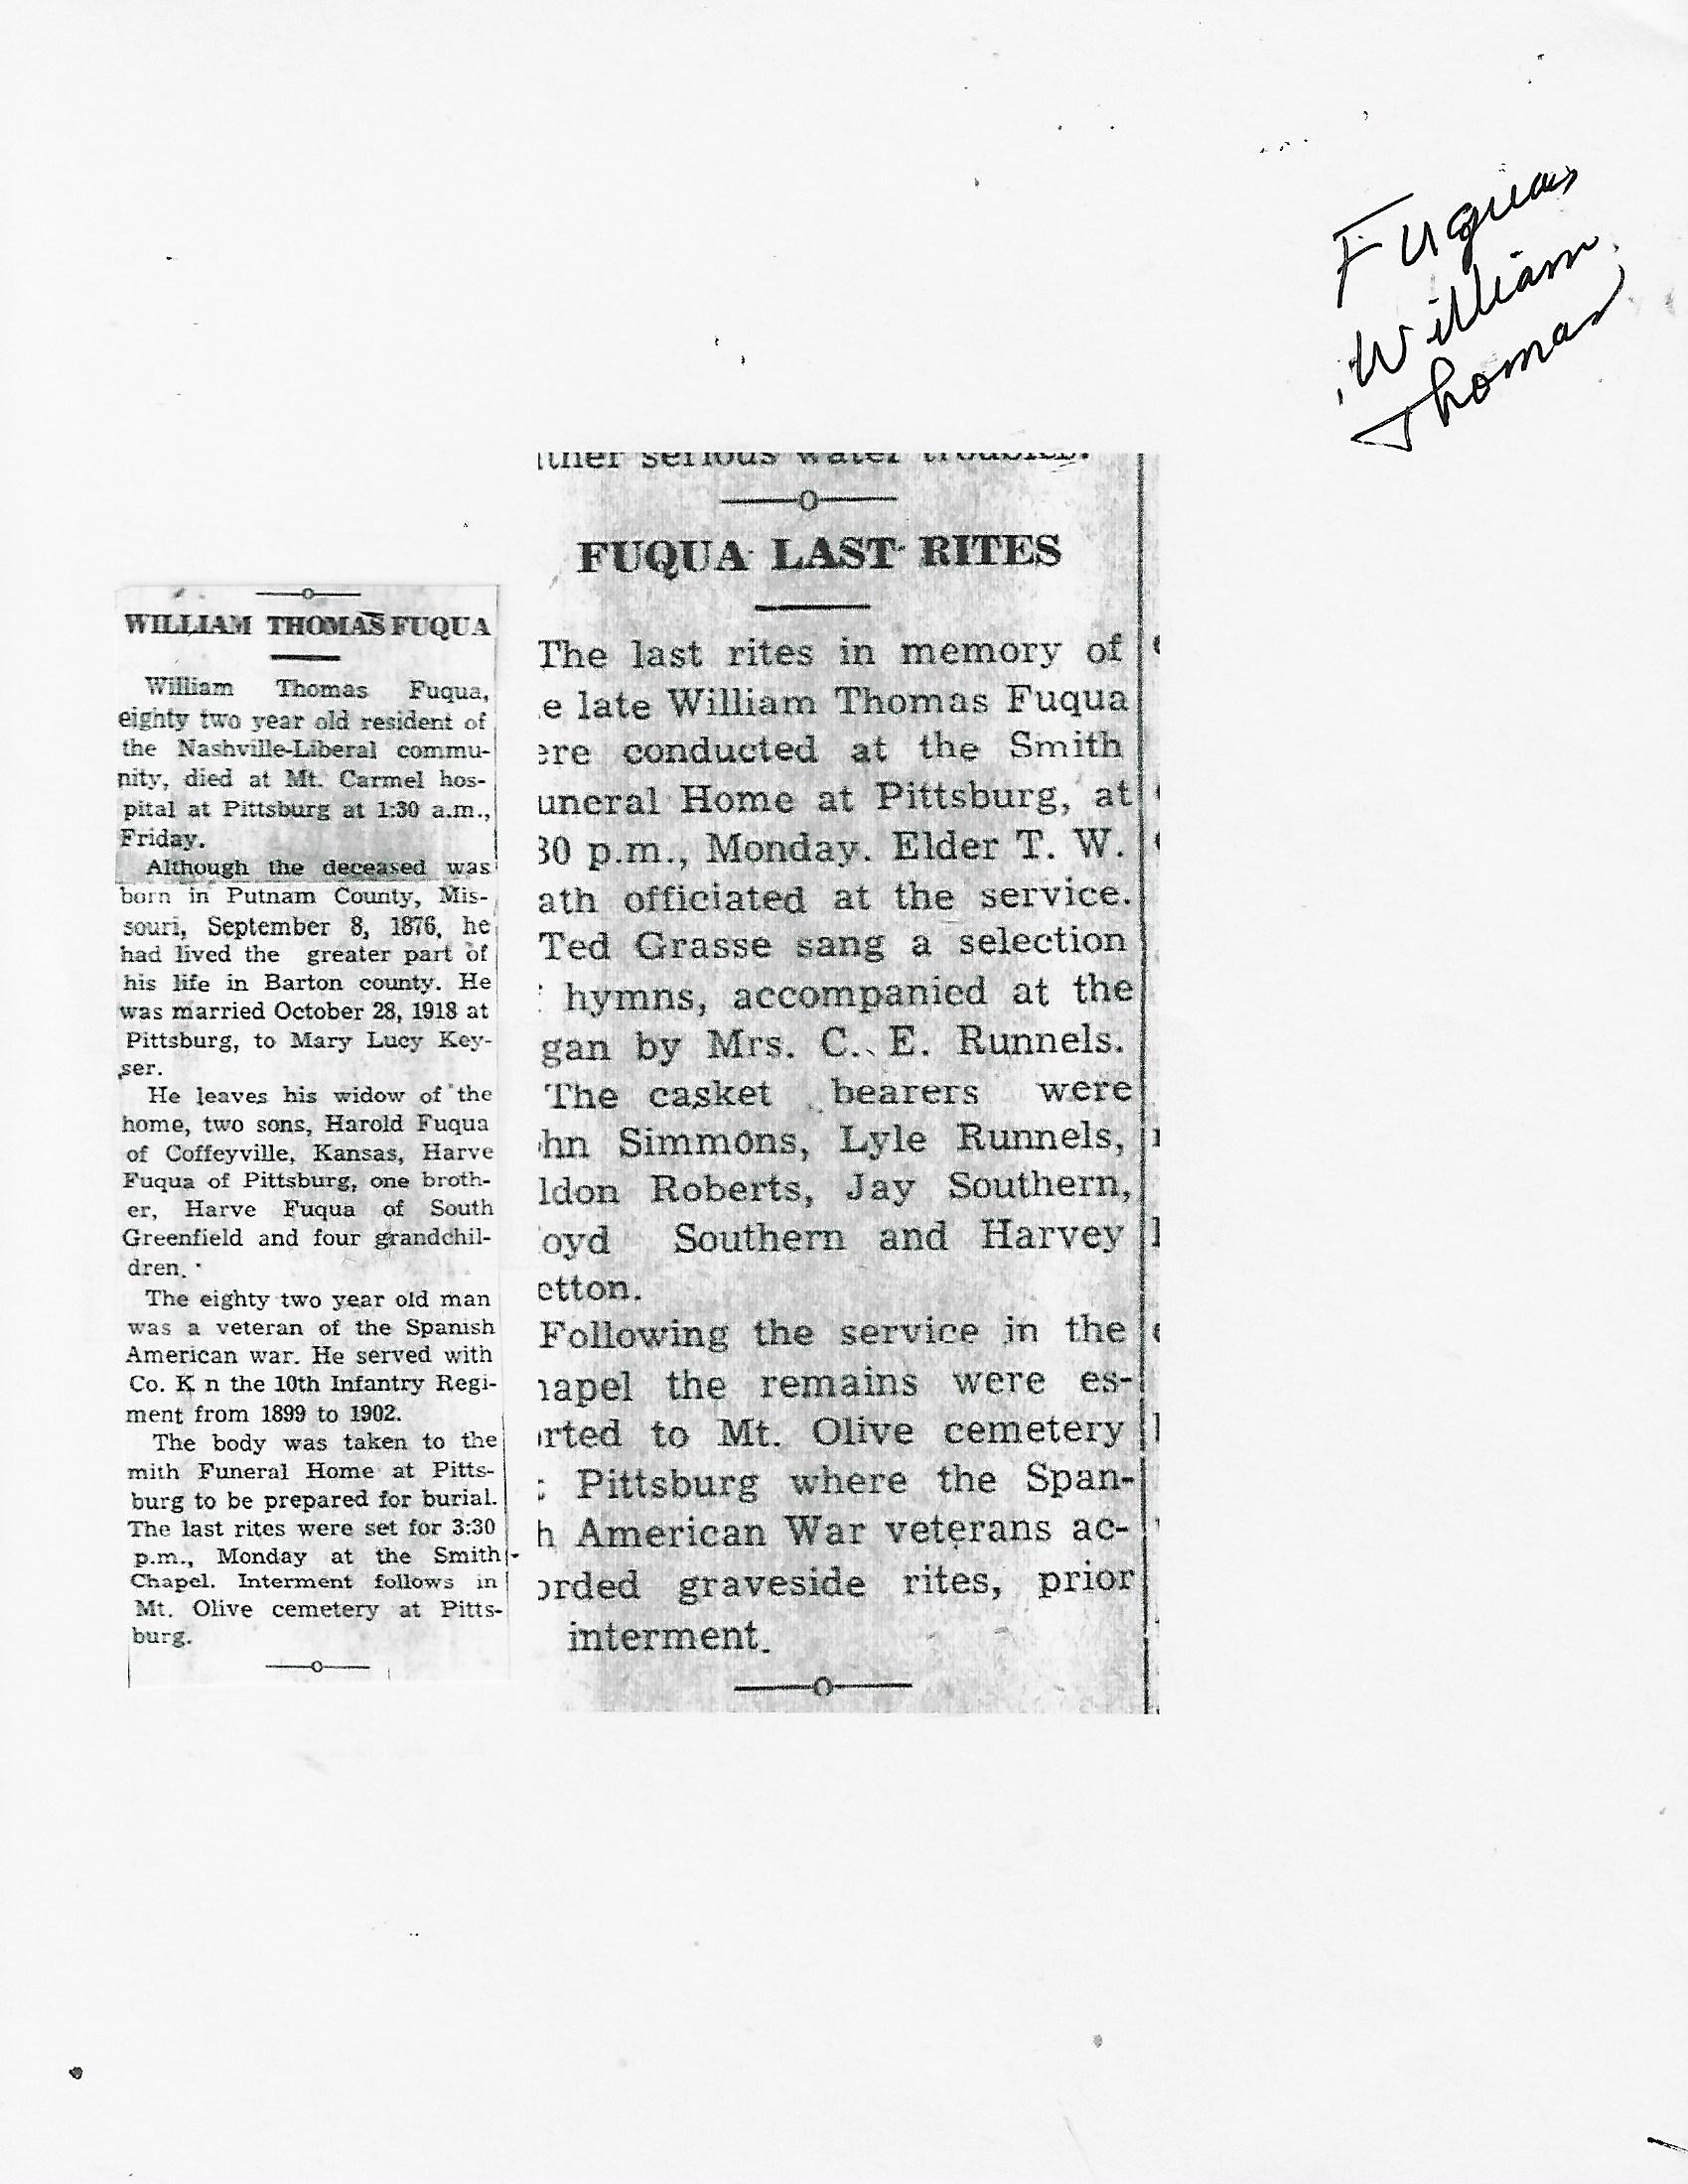 Fuqua
William
Thomas
WILLIAM THOMAS FUQUA
William Thomas Fuqua,
eighty two year old resident of
the Nashville-Liberal commu-
nity, died at Mt. Carmel hos-
pital at Pittsburg at 1:30 a.m.,
Friday.
Although the deceased was
born in Putnam County, Mis-
souri, September 8, 1876, he
had lived the greater part of
his life in Barton county. He
was married October 28, 1918 at
Pittsburg, to Mary Lucy Key-
ser.
He leaves his widow of the
home, two sons, Harold Fuqua
of Coffeyville, Kansas, Harve
Fuqua of Pittsburg, one broth-
er, Harve Fuqua of South
Greenfield and four grandchil-
dren.
The eighty two year old man
was a veteran of the Spanish
American war. He served with
Co. K n the 10th Infantry Regi-
ment from 1899 to 1902.
The body was taken to the
mith Funeral Home at Pitts-
burg to be prepared for burial.
The last rites were set for 3:30
p.m., Monday at the Smith
Chapel. Interment follows in
Mt. Olive cemetery at Pitts-
burg.
ther serious water troubles.
FUQUA LAST RITES
The last rites in memory of
e late William Thomas Fuqua
ere conducted at the Smith
uneral Home at Pittsburg, at
30 p.m., Monday. Elder T. W.
ath officiated at the service.
Ted Grasse sang a selection
hymns, accompanied at the
gan by Mrs. C. E. Runnels.
The casket bearers were
hn Simmons, Lyle Runnels,
ldon Roberts, Jay Southern,
oyd Southern and Harvey
etton.
Following the service in the
hapel the remains were es-
rted to Mt. Olive cemetery
Pittsburg where the Span-
h American War veterans ac-
orded graveside rites, prior
interment.